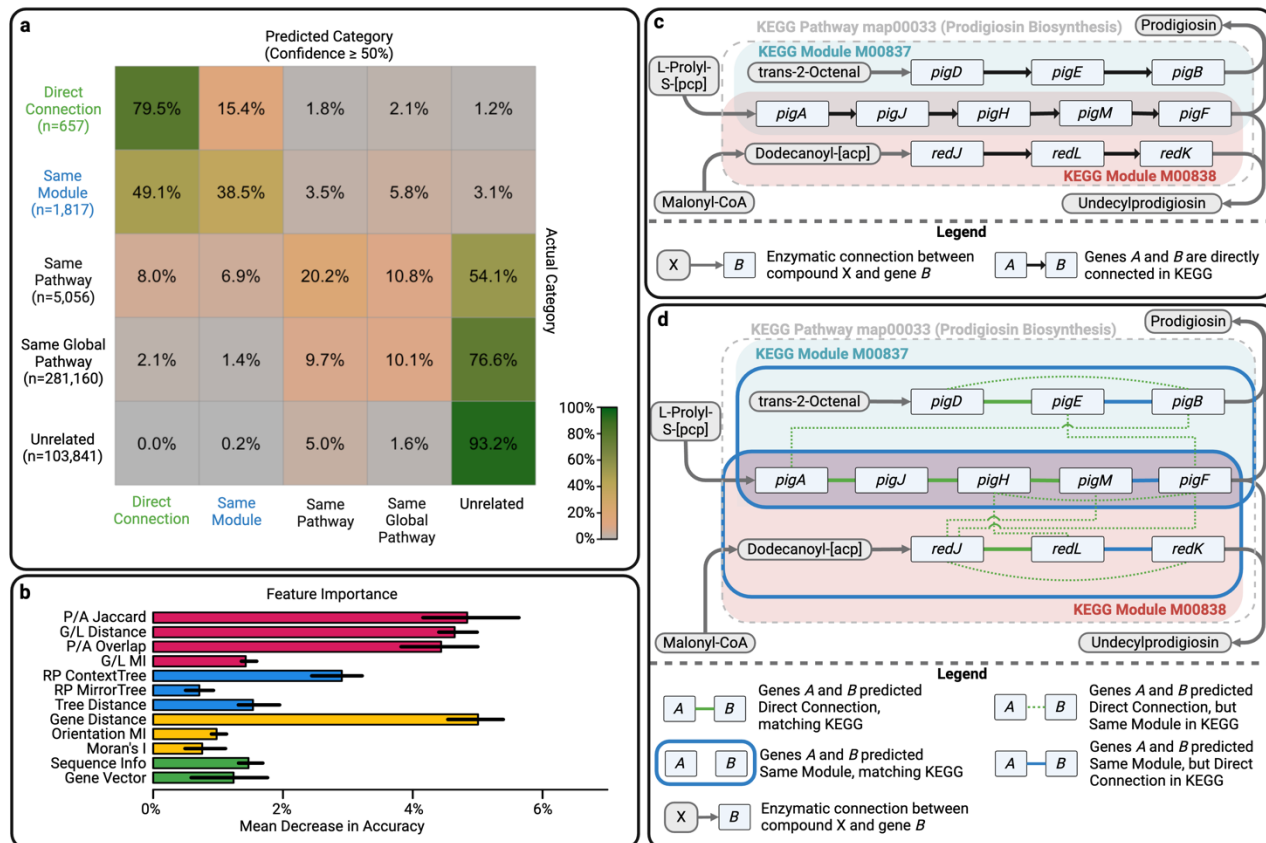 a
Predicted Category
(Confidence ≥ 50%)
Direct
Connection
(n=657)
79.5%
15.4%
1.8%
2.1%
1.2%
Same
Module
(n=1,817)
49.1%
38.5%
3.5%
5.8%
3.1%
Same
Pathway
(n=5,056)
8.0%
6.9%
20.2%
10.8%
54.1%
Same Global
Pathway
(n=281,160)
2.1%
1.4%
9.7%
10.1%
76.6%
Unrelated
(n=103,841)
0.0%
0.2%
5.0%
1.6%
93.2%
Actual Category
Direct
Connection
Same
Module
Same
Pathway
Same
Global
Pathway
Unrelated
100%
80%
60%
40%
20%
0%
b
Feature Importance
P/A Jaccard
G/L Distance
P/A Overlap
G/L MI
RP ContextTree
RP MirrorTree
Tree Distance
Gene Distance
Orientation MI
Moran's I
Sequence Info
Gene Vector
0%
2%
4%
6%
Mean Decrease in Accuracy
c
KEGG Pathway map00033 (Prodigiosin Biosynthesis)
Prodigiosin
KEGG Module M00837
L-Prolyl-
S-[pcp]
trans-2-Octenal
pigD
pigE
pigB
pigA
pigJ
pigH
pigM
pigF
Dodecanoyl-[acp]
redJ
redL
redK
KEGG Module M00838
Malonyl-CoA
Undecylprodigiosin
Legend
X
B
Enzymatic connection between
compound X and gene B
A
B
Genes A and B are directly
connected in KEGG
d
KEGG Pathway map00033 (Prodigiosin Biosynthesis)
Prodigiosin
KEGG Module M00837
L-Prolyl-
S-[pcp]
trans-2-Octenal
pigD
pigE
pigB
pigA
pigJ
pigH
pigM
pigF
Dodecanoyl-[acp]
redJ
redL
redK
KEGG Module M00838
Malonyl-CoA
Undecylprodigiosin
Legend
A
B
Genes A and B predicted
Direct Connection,
matching KEGG
A
B
Genes A and B predicted
Direct Connection, but
Same Module in KEGG
A
B
Genes A and B predicted
Same Module, matching KEGG
A
B
Genes A and B predicted
Same Module, but Direct
Connection in KEGG
X
B
Enzymatic connection between
compound X and gene B